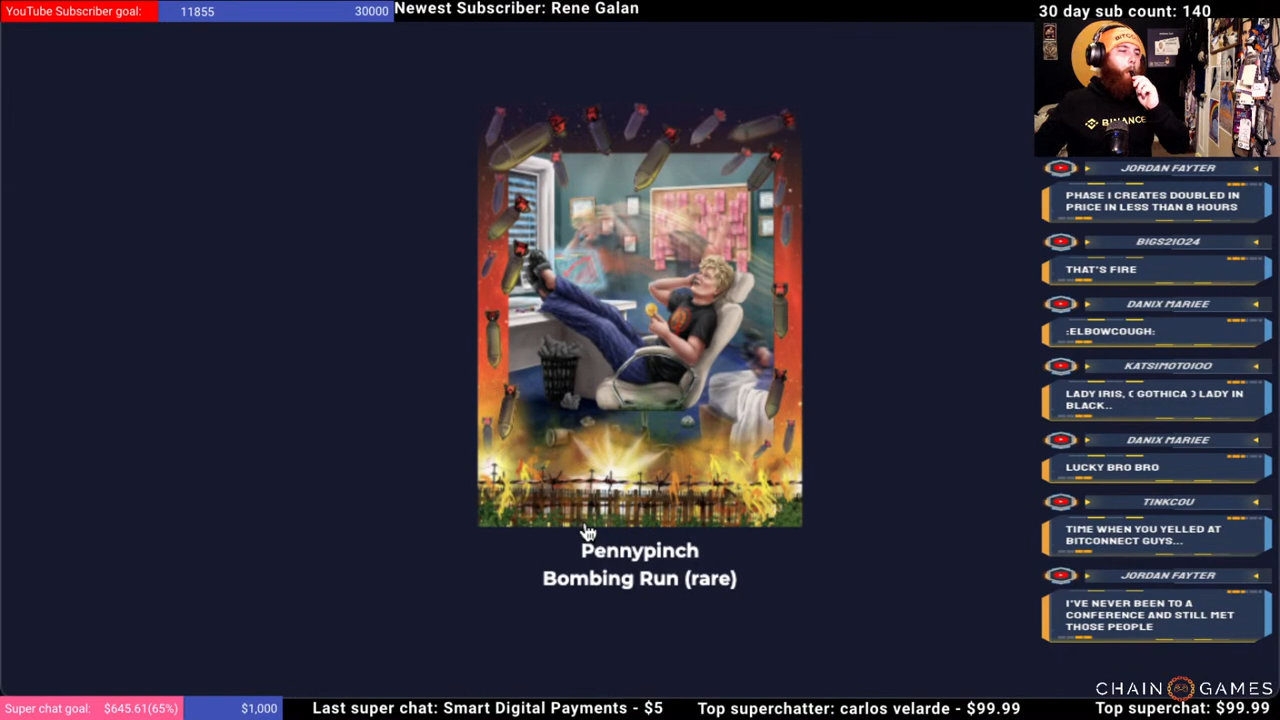 YouTube Subscriber goal: 11855 30000
Newest Subscriber: Rene Galan
30 day sub count: 140
BINANCE
JORDAN FAYTER
PHASE 1 CREATES DOUBLED IN
PRICE IN LESS THAN 8 HOURS
BIGS21024
THAT'S FIRE
DANIX MARIEE
:ELBOWCOUGH:
KATSIMOTO100
LADY IRIS, ( GOTHICA ) LADY IN
BLACK..
DANIX MARIEE
LUCKY BRO BRO
TINKCOU
TIME WHEN YOU YELLED AT
BITCONNECT GUYS...
JORDAN FAYTER
I'VE NEVER BEEN TO A
CONFERENCE AND STILL MET
THOSE PEOPLE
Pennypinch
Bombing Run (rare)
CHAIN GAMES
Super chat goal: $645.61(65%) $1,000
Last super chat: Smart Digital Payments - $5
Top superchatter: carlos velarde - $99.99
Top superchat: $99.99